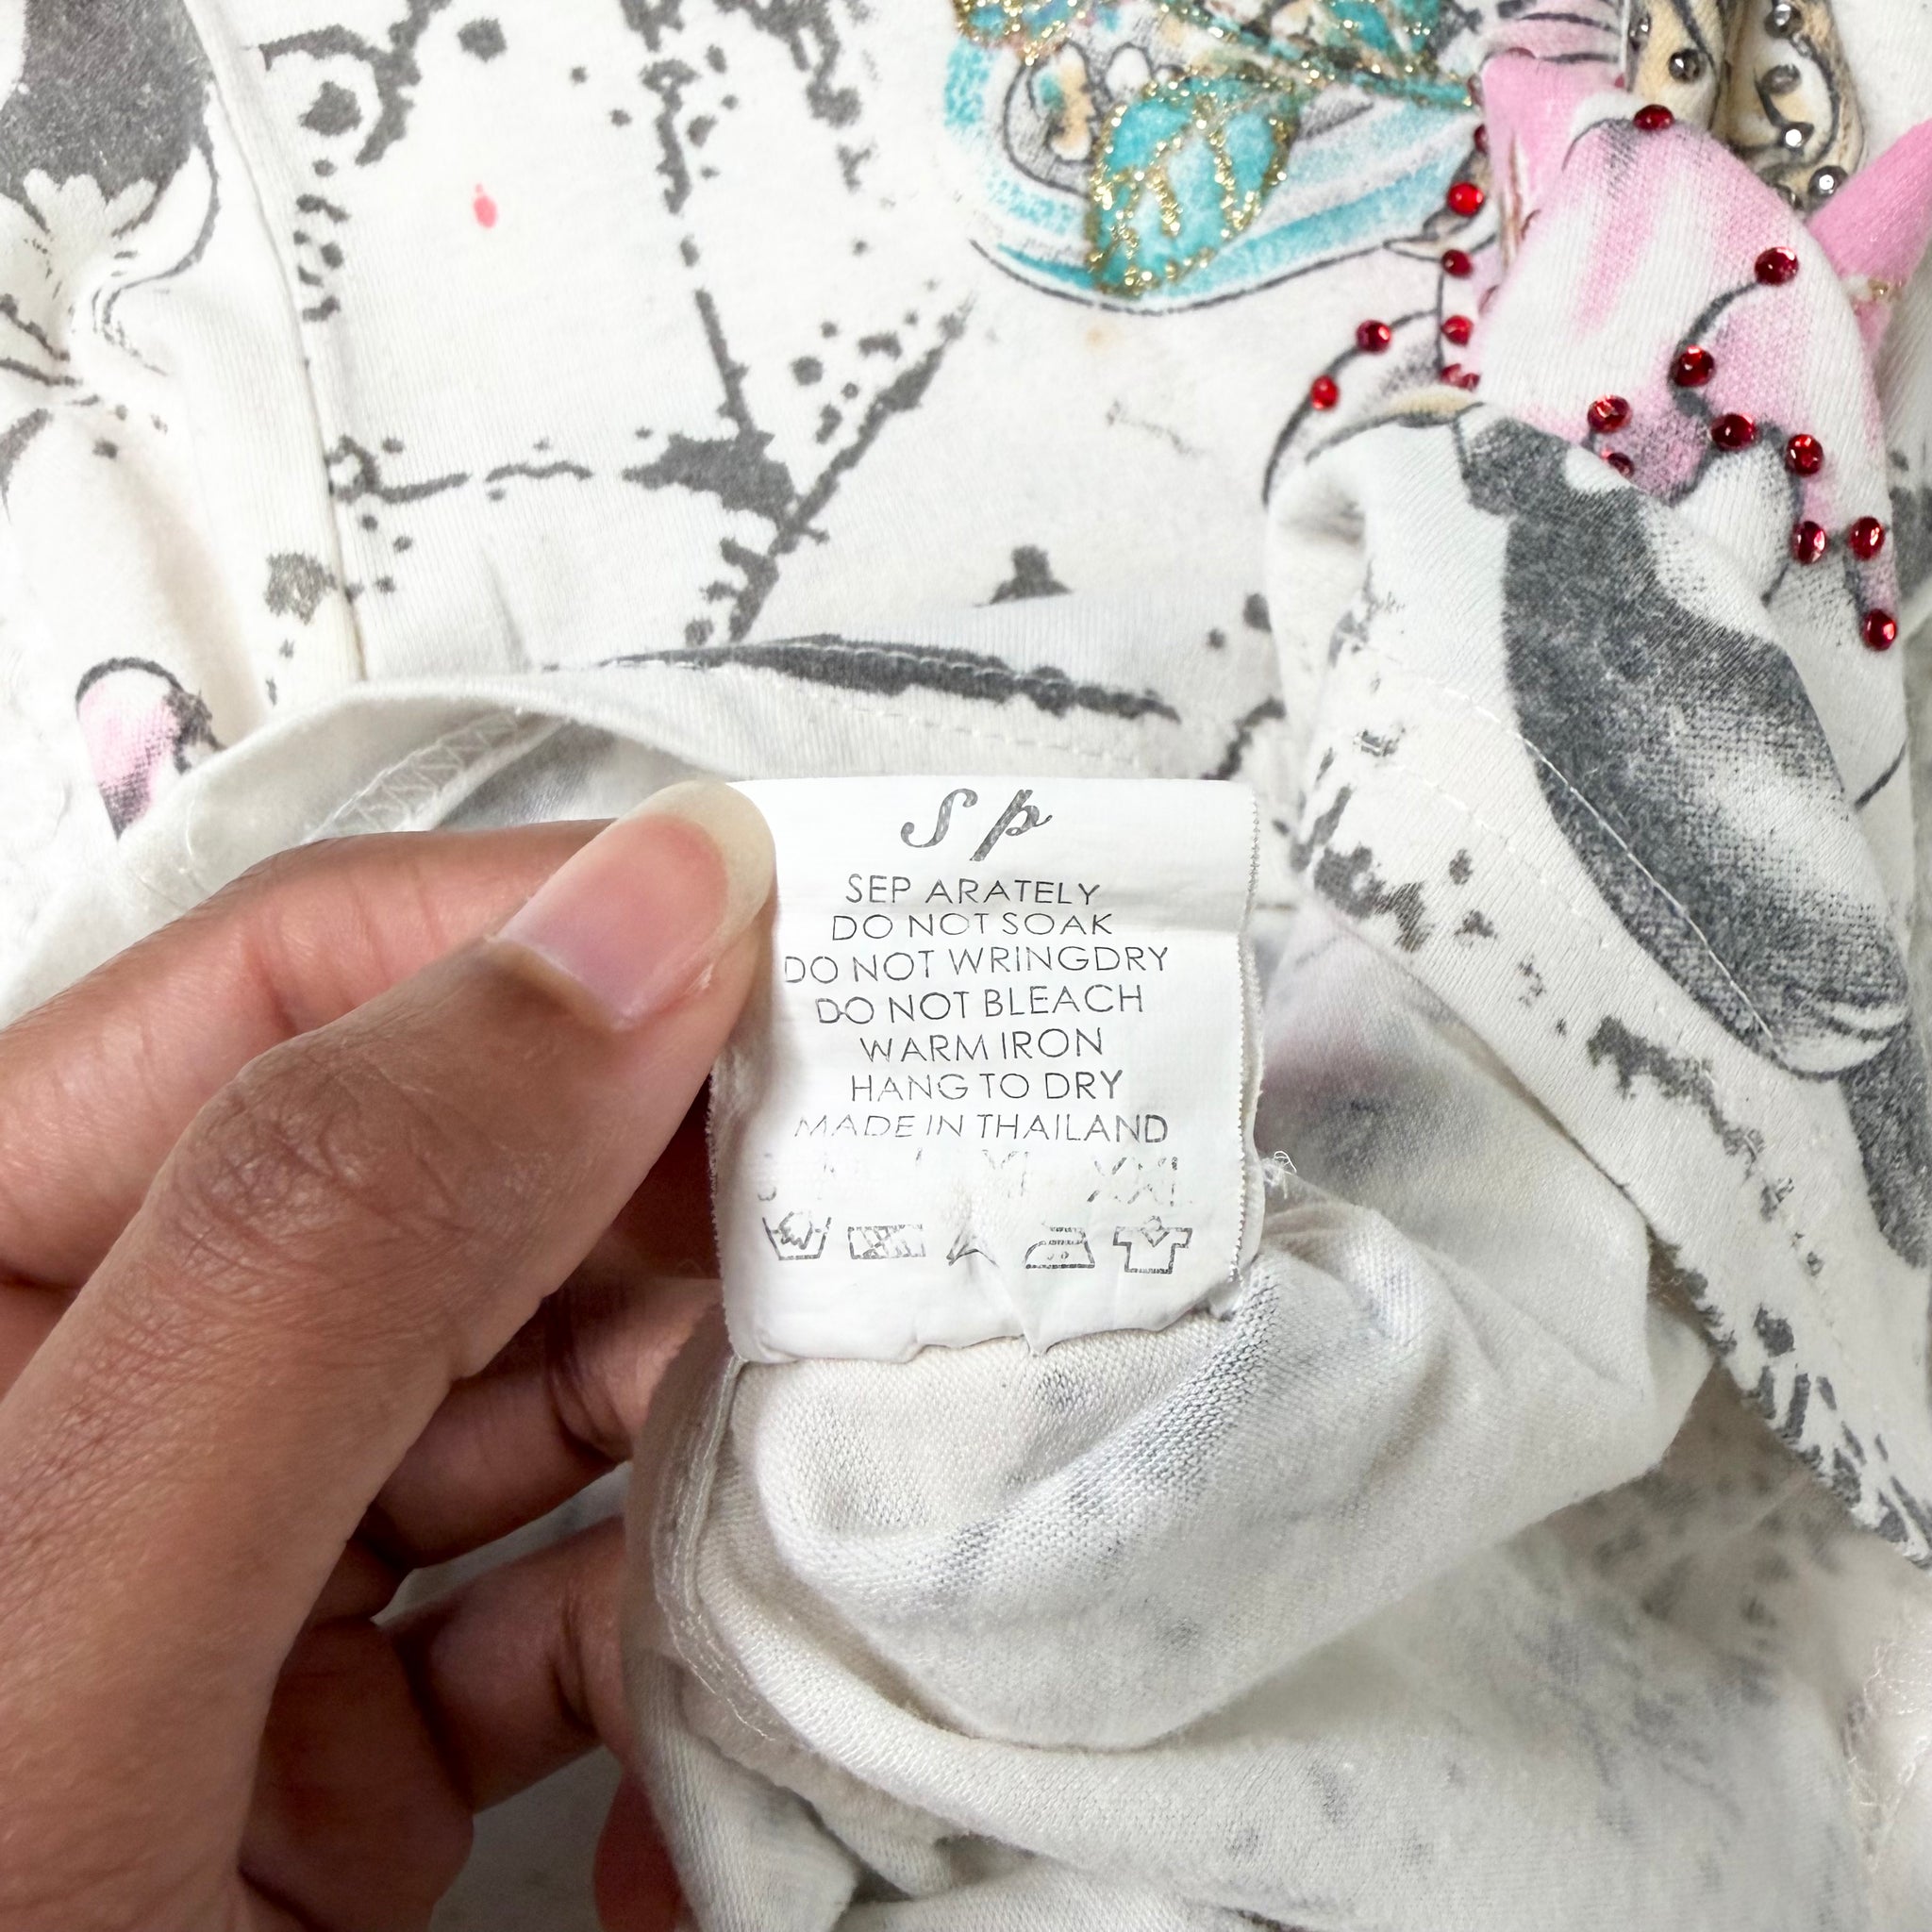 Sp
SEP ARATELY
DO NOT SOAK
DO NOT WRINGDRY
DO NOT BLEACH
WARM IRON
HANG TO DRY
MADE IN THAILAND
XXL